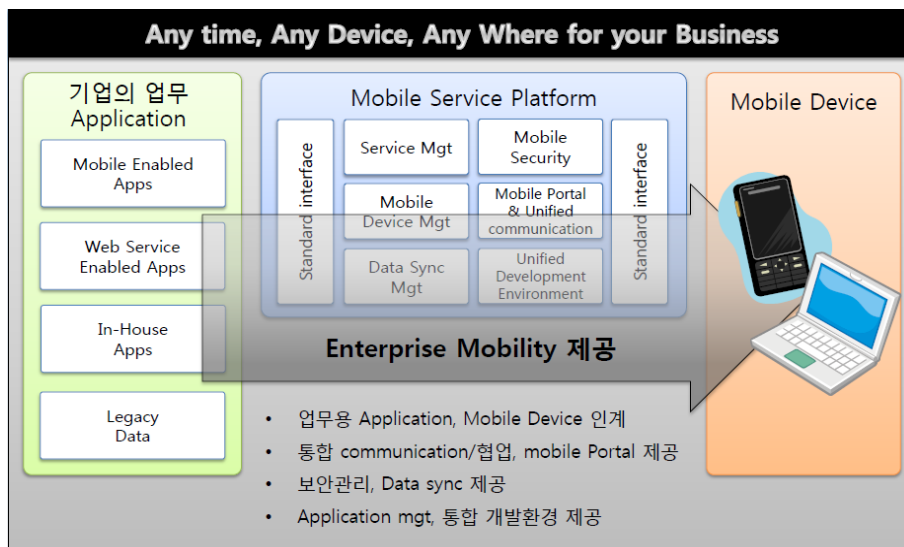 Any time, Any Device, Any Where for your Business
기업의 업무
Application
Mobile Enabled
Apps
Web Service
Enabled Apps
In-House
Apps
Legacy
Data
Mobile Service Platform
Standard interface
Service Mgt
Mobile
Security
Mobile
Device Mgt
Mobile Portal
& Unified
communication
Data Sync
Mgt
Unified
Development
Environment
Standard interface
Mobile Device
Enterprise Mobility 제공
• 업무용 Application, Mobile Device 인계
• 통합 communication/협업, mobile Portal 제공
• 보안관리, Data sync 제공
• Application mgt, 통합 개발환경 제공